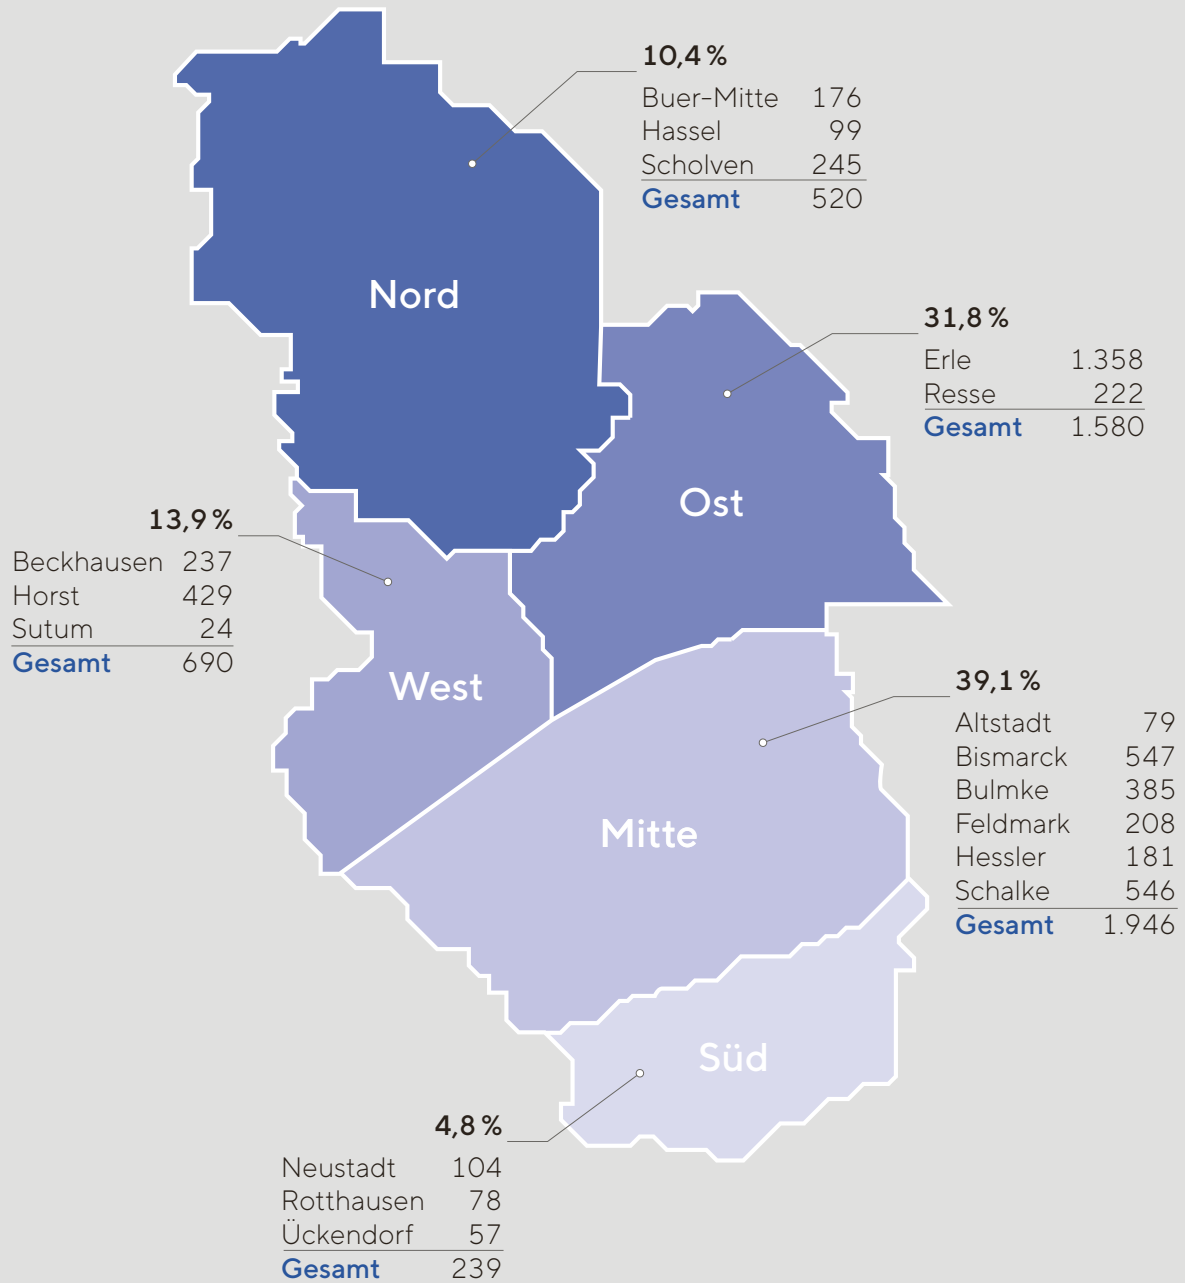 10,4 %
Buer-Mitte 176
Hassel 99
Scholven 245
Gesamt 520
Nord
31,8 %
Erle 1.358
Resse 222
Gesamt 1.580
Ost
13,9 %
Beckhausen 237
Horst 429
Sutum 24
Gesamt 690
West
39,1 %
Altstadt 79
Bismarck 547
Bulmke 385
Feldmark 208
Hessler 181
Schalke 546
Gesamt 1.946
Mitte
Süd
4,8 %
Neustadt 104
Rotthausen 78
Ückendorf 57
Gesamt 239